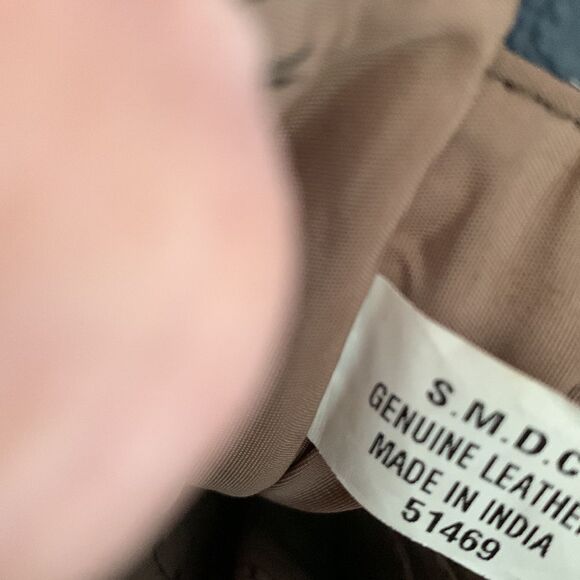 S.M.D.C
GENUINE LEATHE
MADE IN INDIA
51469